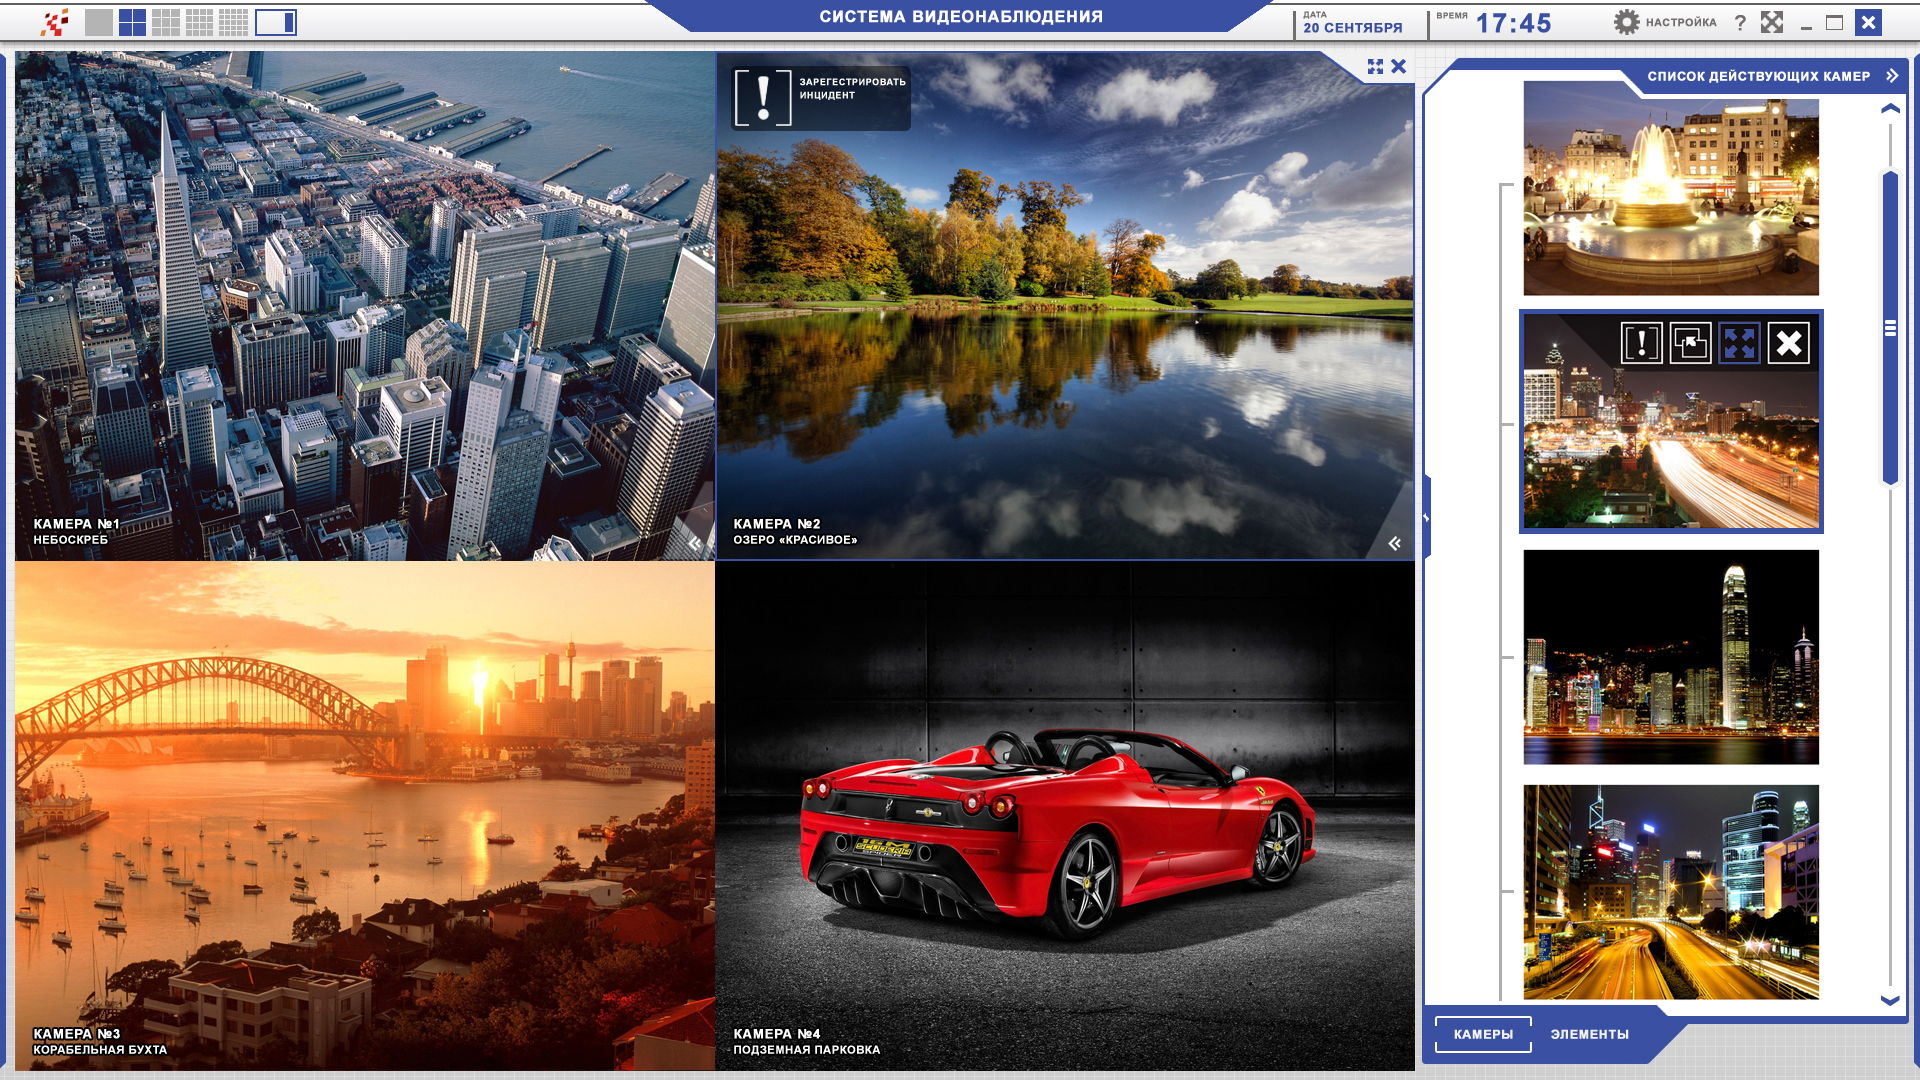 СИСТЕМА ВИДЕОНАБЛЮДЕНИЯ
ДАТА
20 СЕНТЯБРЯ
ВРЕМЯ
17:45
НАСТРОЙКА
?
ЗАРЕГЕСТРИРОВАТЬ
ИНЦИДЕНТ
СПИСОК ДЕЙСТВУЮЩИХ КАМЕР
КАМЕРА №1
НЕБОСКРЕБ
КАМЕРА №2
ОЗЕРО «КРАСИВОЕ»
КАМЕРА №3
КОРАБЕЛЬНАЯ БУХТА
SCUDERIA
КАМЕРА №4
ПОДЗЕМНАЯ ПАРКОВКА
КАМЕРЫ
ЭЛЕМЕНТЫ